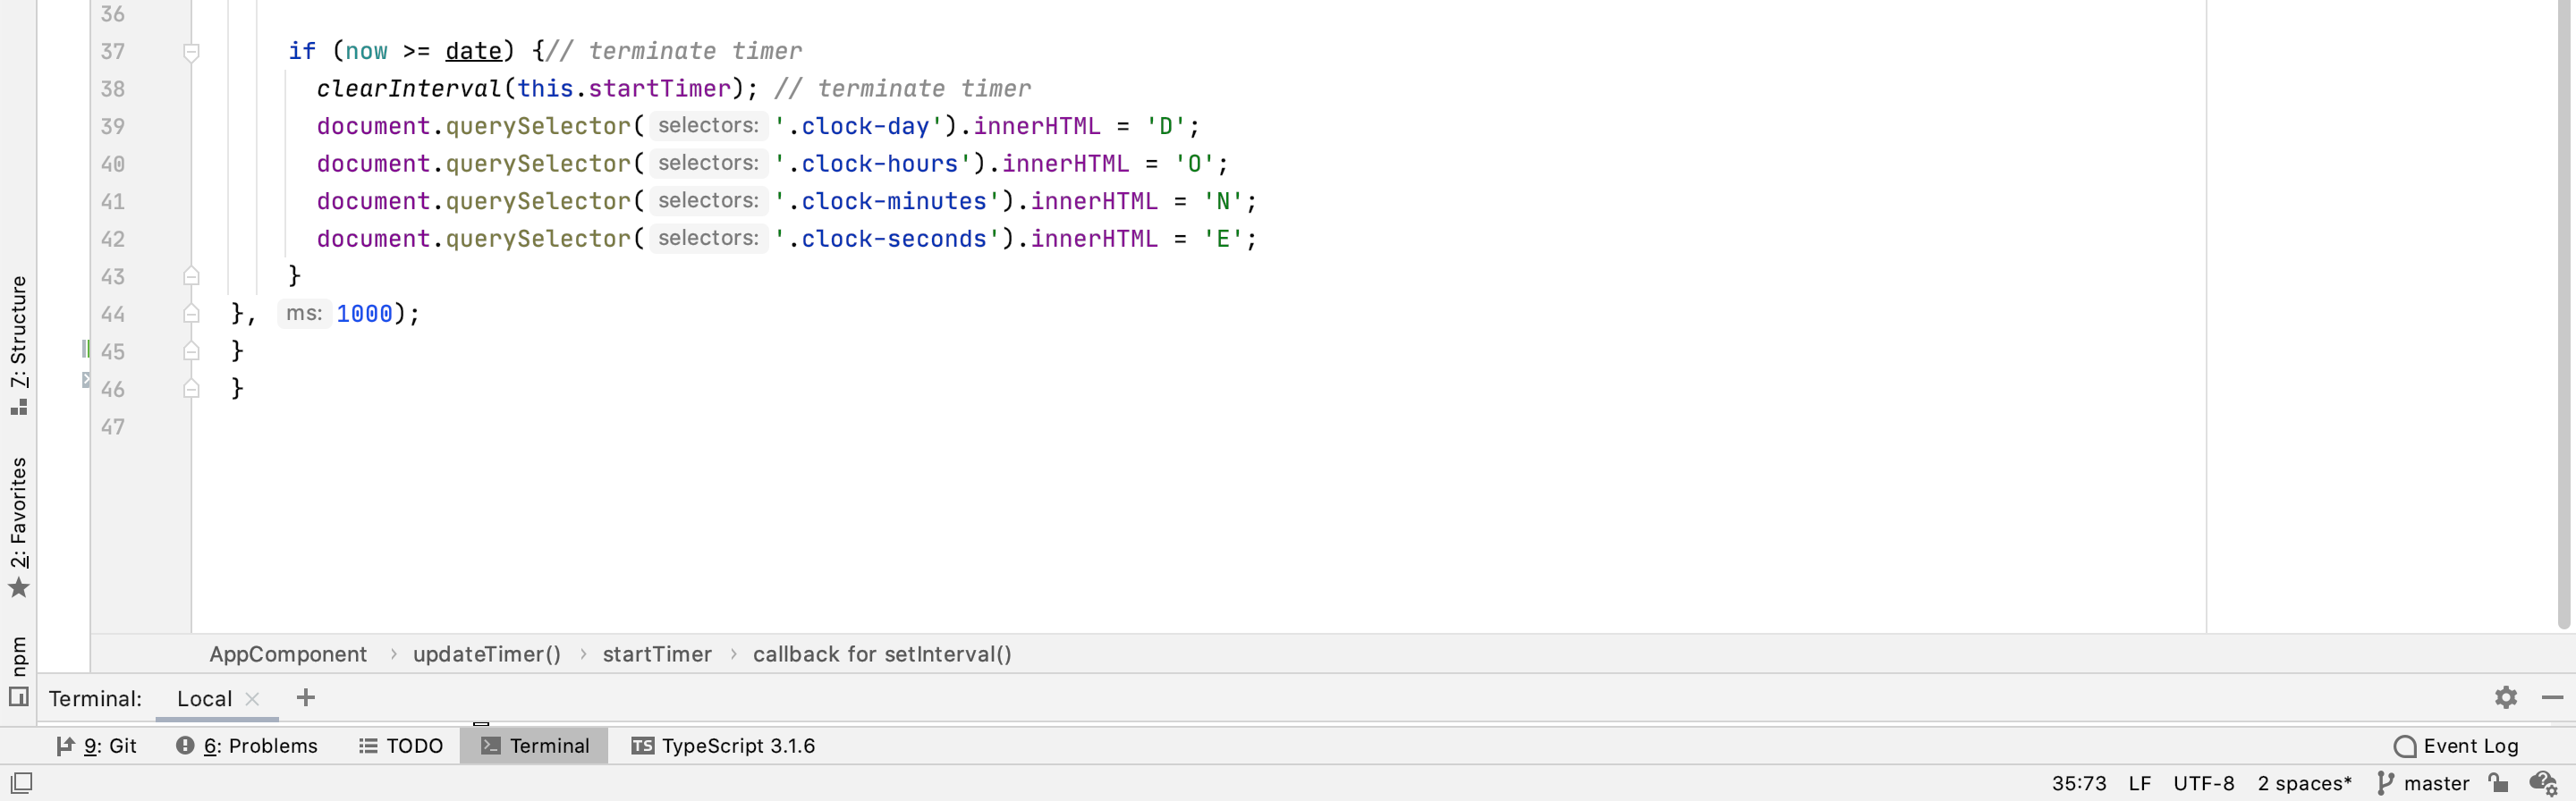 36
37 if (now >= date) {// terminate timer
38 clearInterval(this.startTimer); // terminate timer
39 document.querySelector( selectors: '.clock-day').innerHTML = 'D';
40 document.querySelector( selectors: '.clock-hours').innerHTML = 'O';
41 document.querySelector( selectors: '.clock-minutes').innerHTML = 'N';
42 document.querySelector( selectors: '.clock-seconds').innerHTML = 'E';
43 }
44 }, ms: 1000);
45 }
46 }
47
7: Structure
2: Favorites
npm
AppComponent › updateTimer() › startTimer › callback for setInterval()
Terminal: Local × +
9: Git 6: Problems TODO Terminal TS TypeScript 3.1.6 Event Log
35:73 LF UTF-8 2 spaces* master